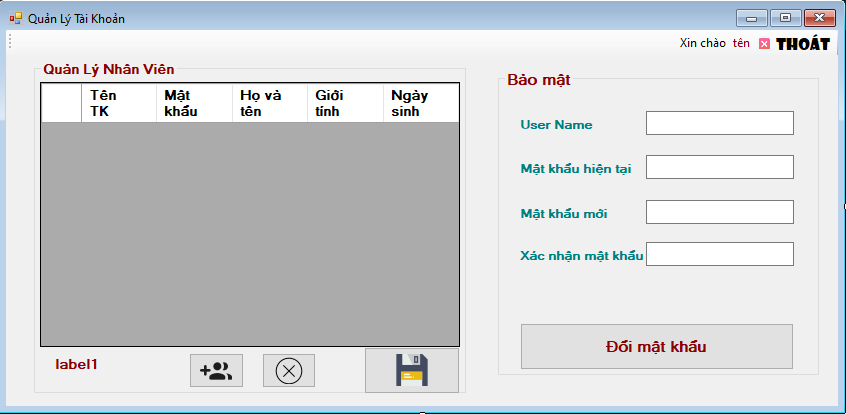 Quản Lý Tài Khoản
Xin chào tên THOÁT
Quản Lý Nhân Viên
Tên TK
Mật khẩu
Họ và tên
Giới tính
Ngày sinh
label1
Bảo mật
User Name
Mật khẩu hiện tại
Mật khẩu mới
Xác nhận mật khẩu
Đổi mật khẩu